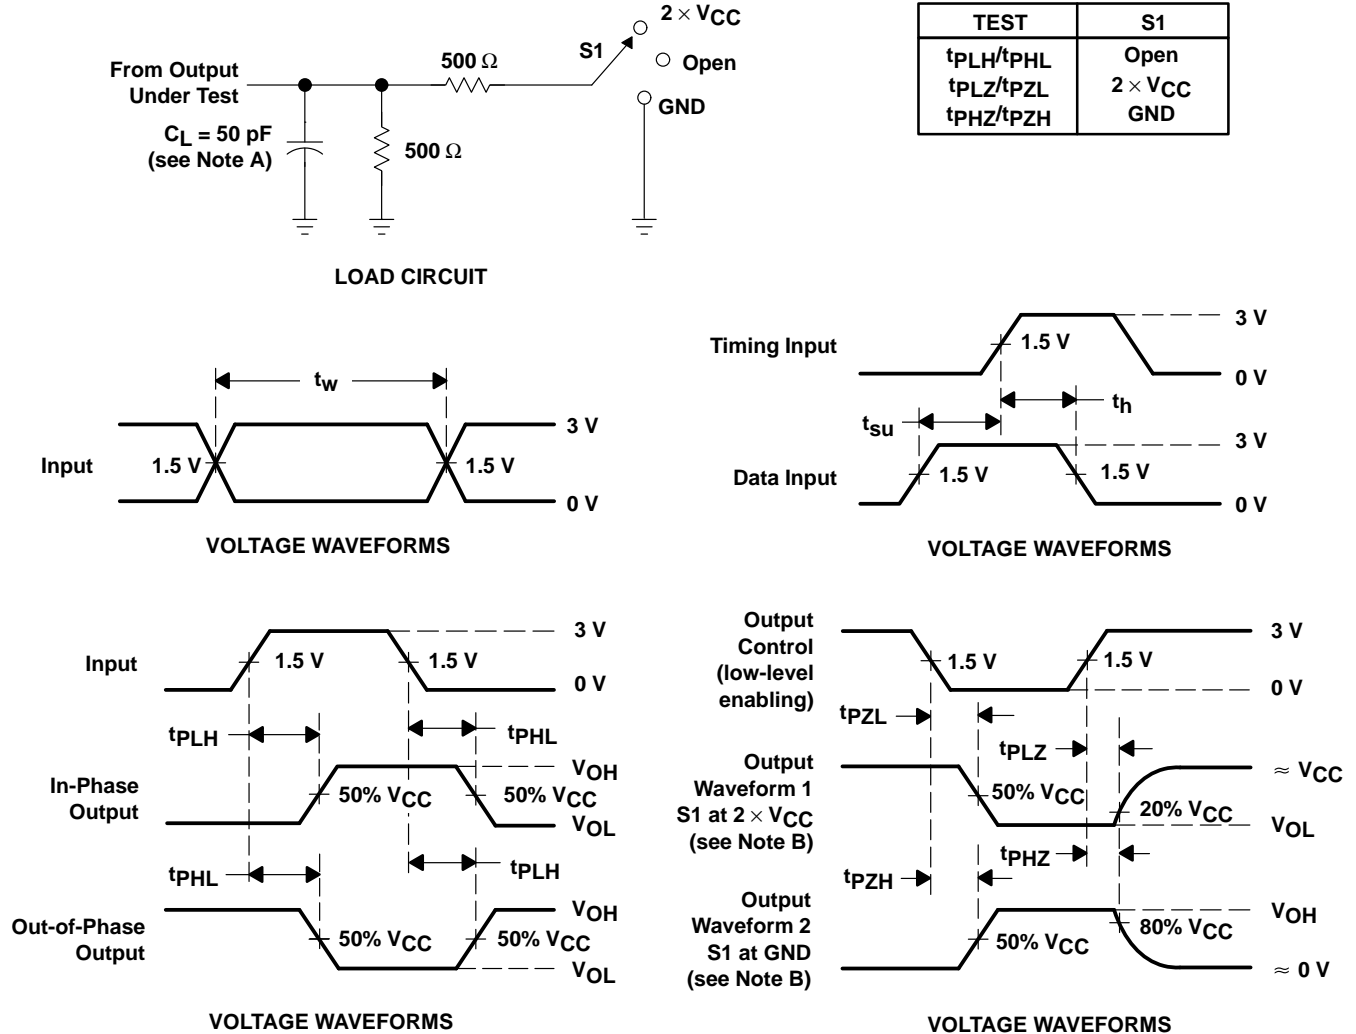 2 × VCC
S1
Open
GND
500 Ω
From Output
Under Test
CL = 50 pF
(see Note A)
500 Ω
LOAD CIRCUIT
TEST S1
tPLH/tPHL Open
tPLZ/tPZL 2 × VCC
tPHZ/tPZH GND
tw
3 V
Input 1.5 V 1.5 V
0 V
VOLTAGE WAVEFORMS
3 V
Timing Input 1.5 V
0 V
th
tsu
3 V
Data Input 1.5 V 1.5 V
0 V
VOLTAGE WAVEFORMS
3 V
Input 1.5 V 1.5 V
0 V
tPLH tPHL
VOH
In-Phase
Output
50% VCC 50% VCC
VOL
tPHL tPLH
VOH
Out-of-Phase
Output
50% VCC 50% VCC
VOL
VOLTAGE WAVEFORMS
Output
Control
(low-level
enabling)
3 V
1.5 V 1.5 V
0 V
tPZL
tPLZ
Output
Waveform 1
S1 at 2 × VCC
(see Note B)
≈ VCC
50% VCC 20% VCC
VOL
tPHZ
tPZH
Output
Waveform 2
S1 at GND
(see Note B)
VOH
50% VCC 80% VCC
≈ 0 V
VOLTAGE WAVEFORMS